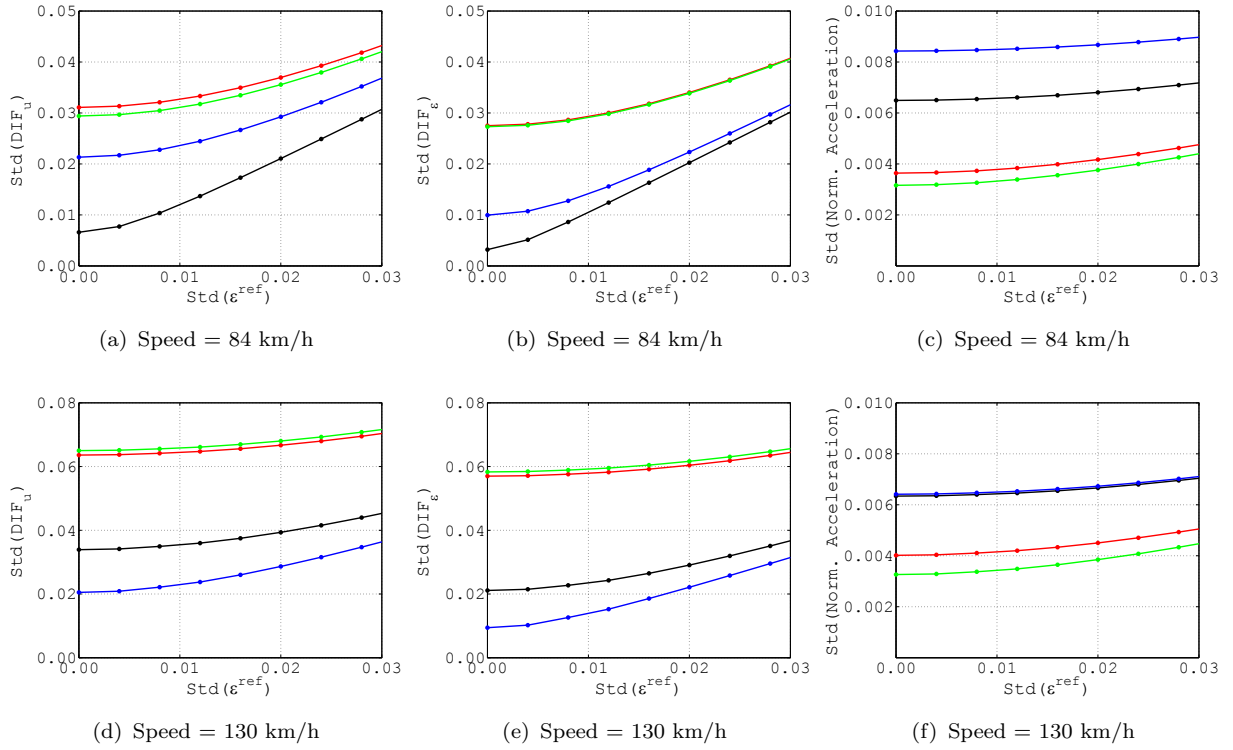 Std(DIF_u)
0.05
0.04
0.03
0.02
0.01
0.00
0.00 0.01 0.02 0.03
Std(ε^ref)
(a) Speed = 84 km/h
Std(DIF_ε)
0.05
0.04
0.03
0.02
0.01
0.00
0.00 0.01 0.02 0.03
Std(ε^ref)
(b) Speed = 84 km/h
Std(Norm. Acceleration)
0.010
0.008
0.006
0.004
0.002
0.00 0.01 0.02 0.03
Std(ε^ref)
(c) Speed = 84 km/h
Std(DIF_u)
0.08
0.06
0.04
0.02
0.00
0.00 0.01 0.02 0.03
Std(ε^ref)
(d) Speed = 130 km/h
Std(DIF_ε)
0.08
0.06
0.04
0.02
0.00
0.00 0.01 0.02 0.03
Std(ε^ref)
(e) Speed = 130 km/h
Std(Norm. Acceleration)
0.010
0.008
0.006
0.004
0.002
0.00 0.01 0.02 0.03
Std(ε^ref)
(f) Speed = 130 km/h